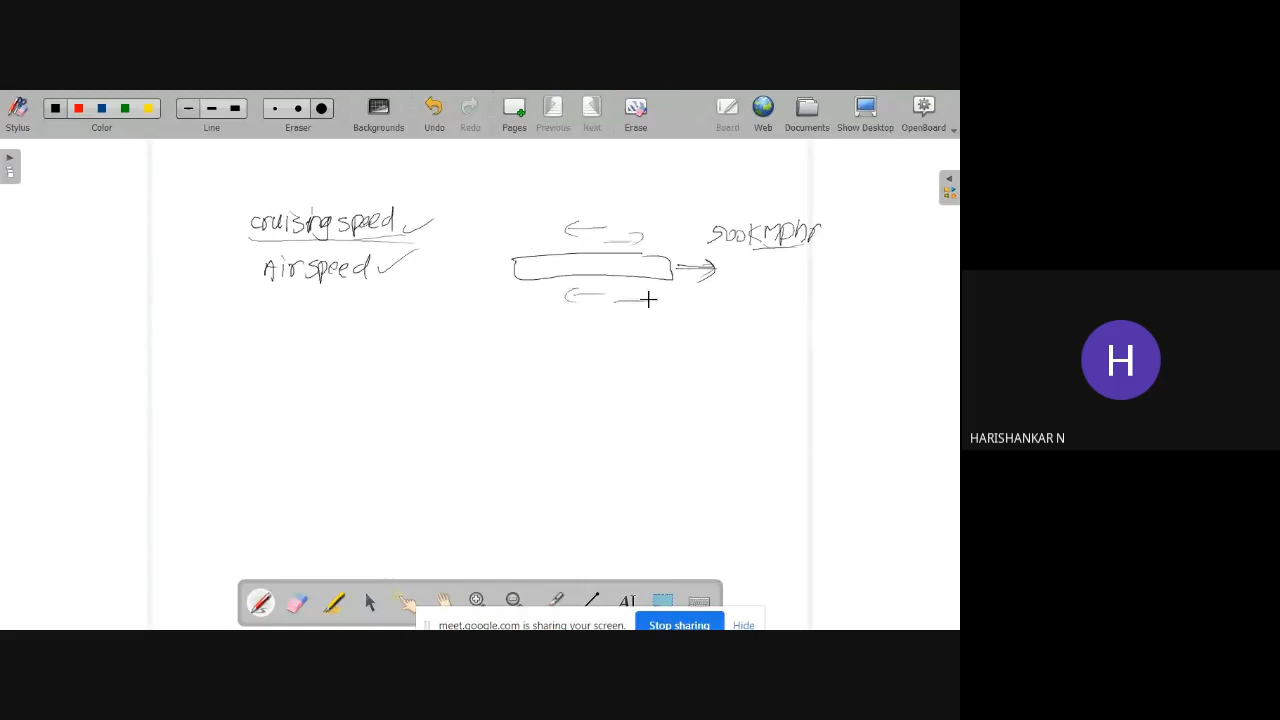 Stylus
Color
Line
Eraser
Backgrounds
Undo
Redo
Pages
Previous
Next
Erase
Board
Web
Documents
Show Desktop
OpenBoard
cruising speed
Air speed
500KMphr
H
HARISHANKAR N
AI
meet.google.com is sharing your screen.
Stop sharing
Hide